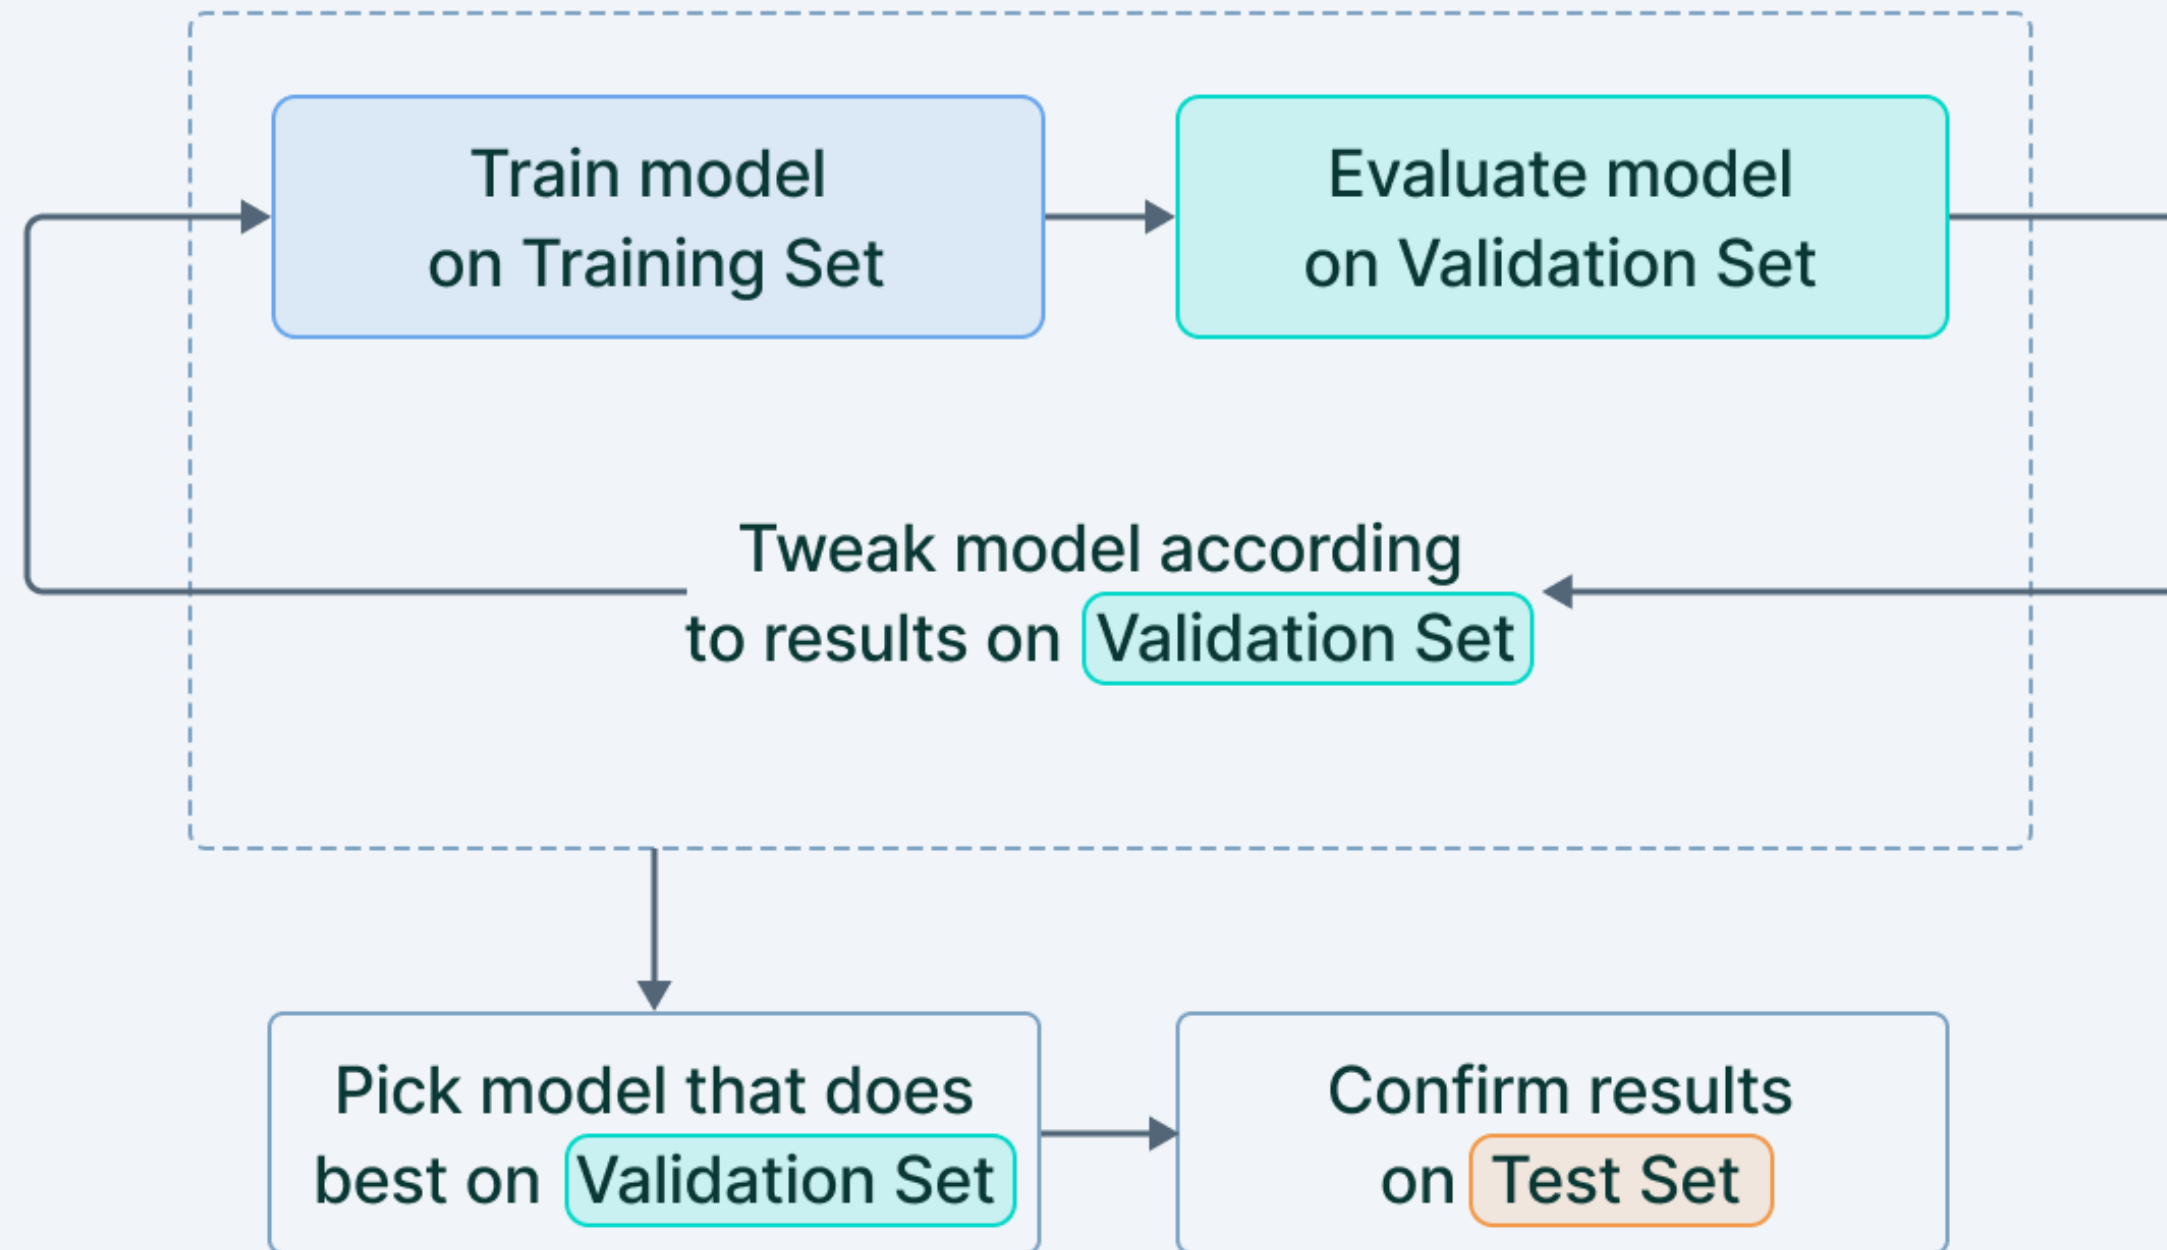 Train model
on Training Set
Evaluate model
on Validation Set
Tweak model according
to results on Validation Set
Pick model that does
best on Validation Set
Confirm results
on Test Set